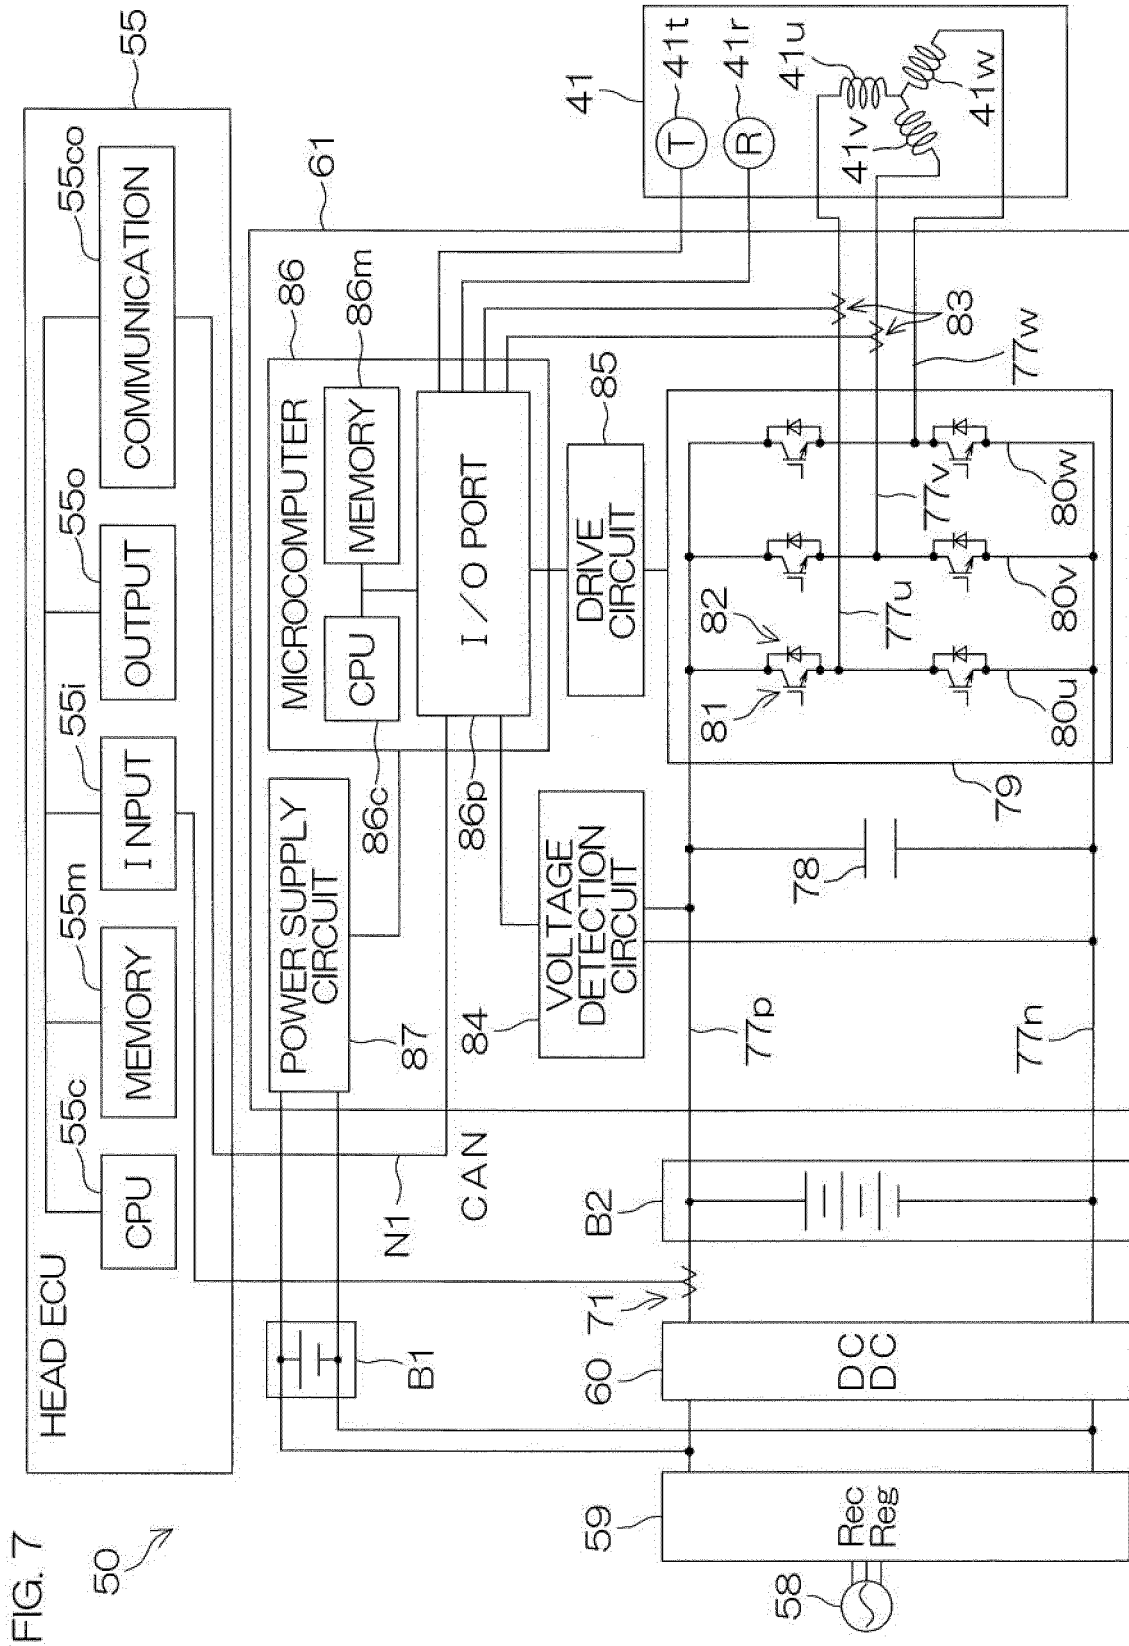 FIG. 7
50
HEAD ECU
55
CPU
55c
MEMORY
55m
INPUT
55i
OUTPUT
55o
COMMUNICATION
55co
N1
CAN
61
POWER SUPPLY
CIRCUIT
87
MICROCOMPUTER
86
CPU
86c
MEMORY
86m
I/O PORT
86p
VOLTAGE
DETECTION
CIRCUIT
84
DRIVE
CIRCUIT
85
41
T
41t
R
41r
41u
41v
41w
83
B1
58
Rec
Reg
59
DC
DC
60
71
B2
77p
77n
78
79
81
82
77u
77v
77w
80u
80v
80w